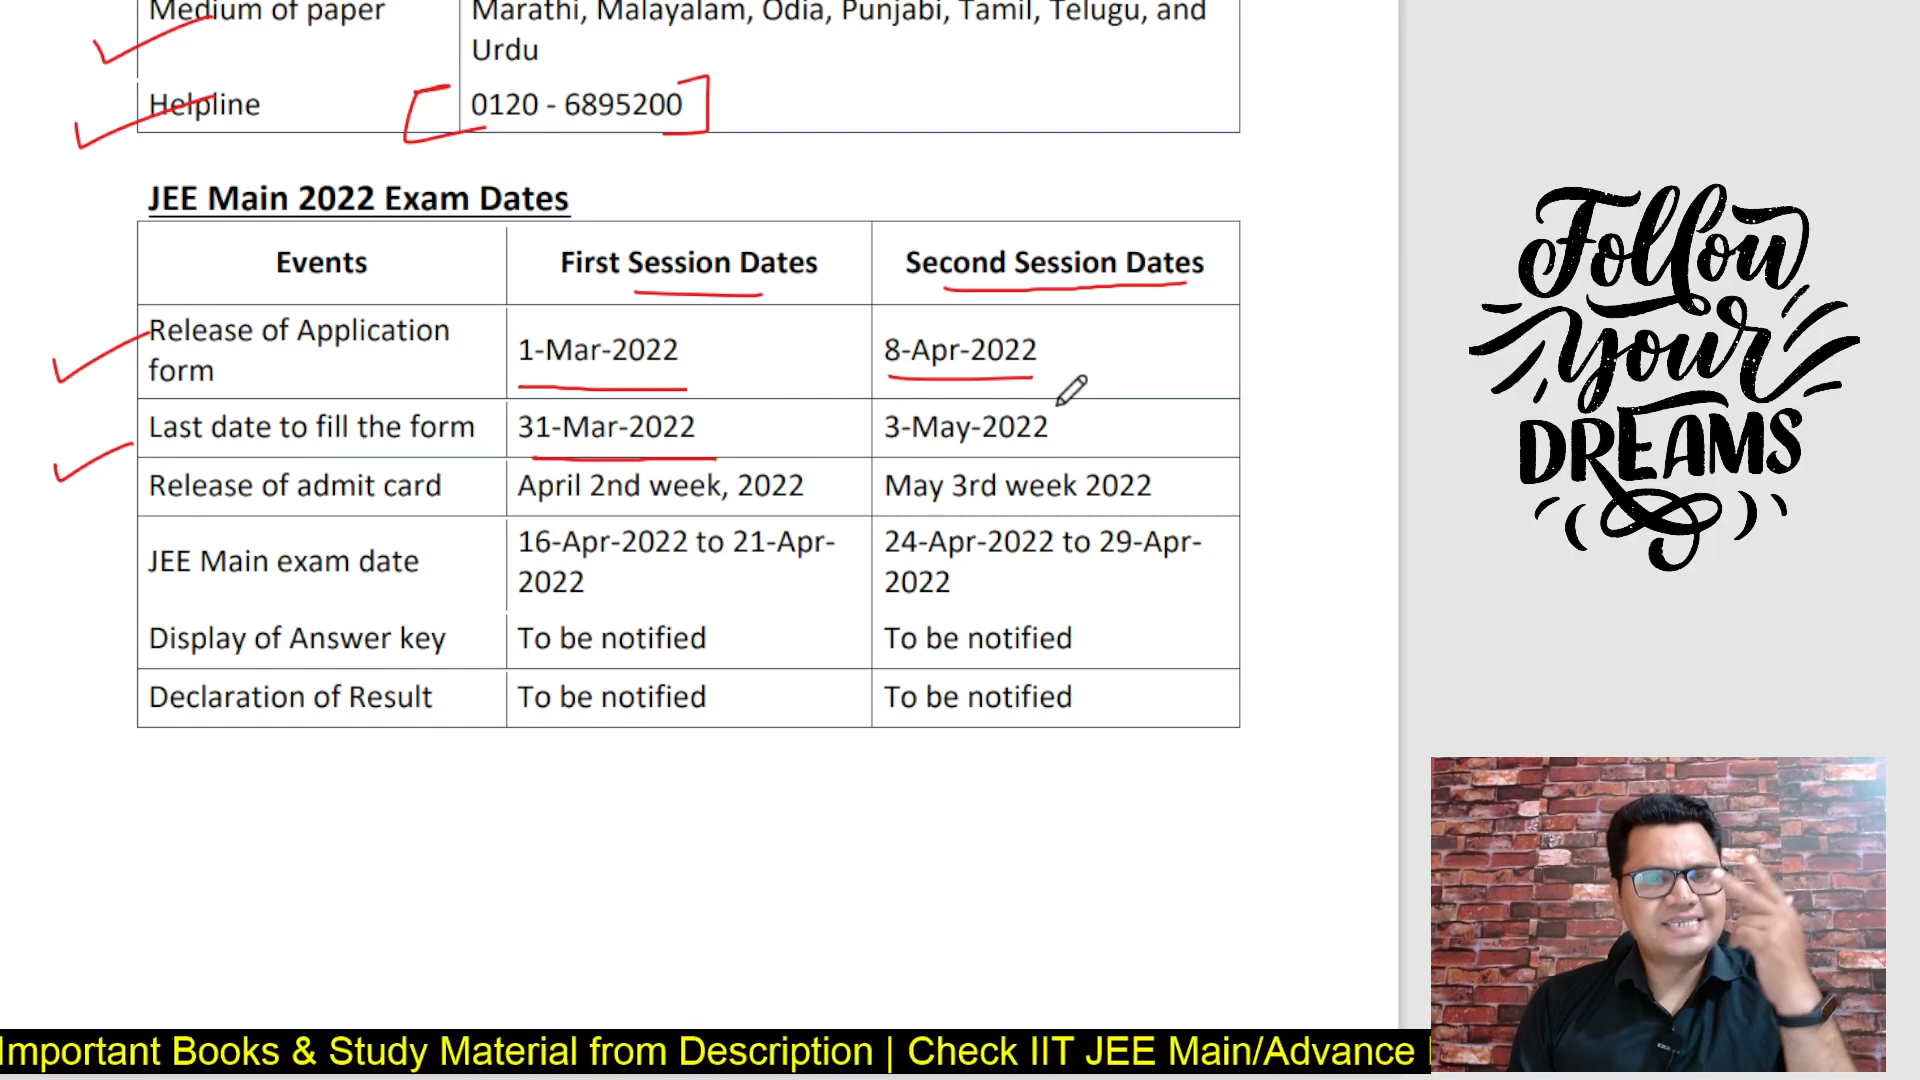 Medium of paper
Marathi, Malayalam, Odia, Punjabi, Tamil, Telugu, and
Urdu
Helpline
0120 - 6895200
JEE Main 2022 Exam Dates
Events
First Session Dates
Second Session Dates
Release of Application
form
1-Mar-2022
8-Apr-2022
Last date to fill the form
31-Mar-2022
3-May-2022
Release of admit card
April 2nd week, 2022
May 3rd week 2022
JEE Main exam date
16-Apr-2022 to 21-Apr-
2022
24-Apr-2022 to 29-Apr-
2022
Display of Answer key
To be notified
To be notified
Declaration of Result
To be notified
To be notified
Follow
Your
DREAMS
Important Books & Study Material from Description | Check IIT JEE Main/Advance